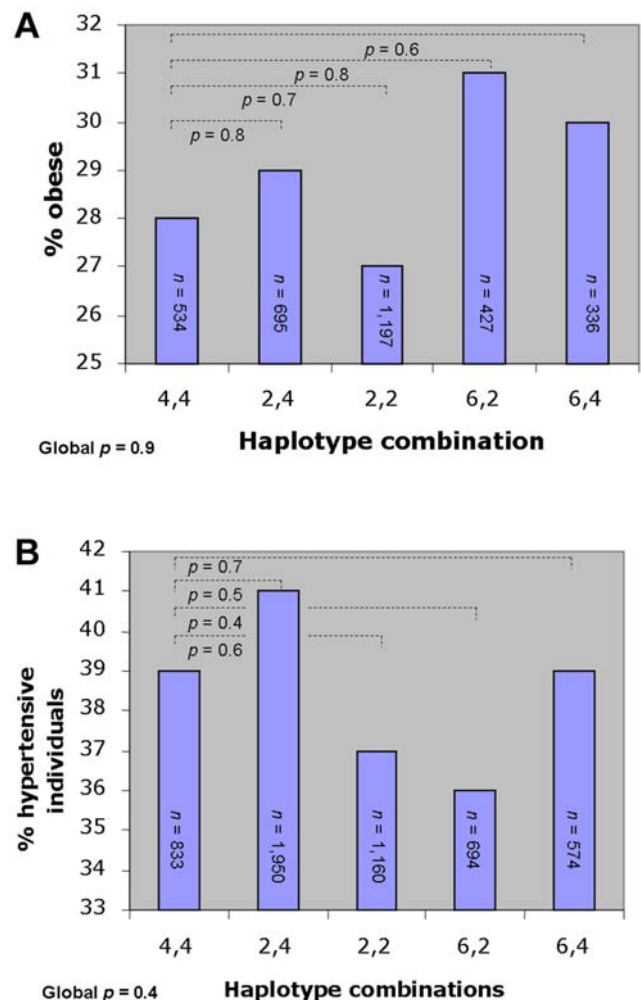 A
32
31
30
29
28
27
26
25
% obese
p = 0.6
p = 0.8
p = 0.7
p = 0.8
n = 534
n = 695
n = 1,197
n = 427
n = 336
4,4 2,4 2,2 6,2 6,4
Global p = 0.9 Haplotype combination
B
42
41
40
39
38
37
36
35
34
33
% hypertensive
individuals
p = 0.7
p = 0.5
p = 0.4
p = 0.6
n = 833
n = 1,950
n = 1,160
n = 694
n = 574
4,4 2,4 2,2 6,2 6,4
Global p = 0.4 Haplotype combinations